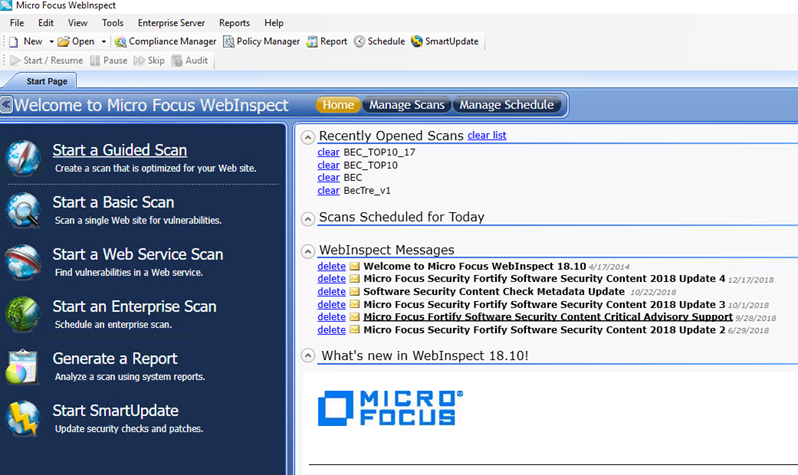 Micro Focus WebInspect
File Edit View Tools Enterprise Server Reports Help
New Open Compliance Manager Policy Manager Report Schedule SmartUpdate
Start / Resume Pause Skip Audit
Start Page
Welcome to Micro Focus WebInspect Home Manage Scans Manage Schedule
Start a Guided Scan
Create a scan that is optimized for your Web site.
Start a Basic Scan
Scan a single Web site for vulnerabilities.
Start a Web Service Scan
Find vulnerabilities in a Web service.
Start an Enterprise Scan
Schedule an enterprise scan.
Generate a Report
Analyze a scan using system reports.
Start SmartUpdate
Update security checks and patches.
Recently Opened Scans clear list
clear BEC_TOP10_17
clear BEC_TOP10
clear BEC
clear BecTre_v1
Scans Scheduled for Today
WebInspect Messages
delete Welcome to Micro Focus WebInspect 18.10 4/17/2014
delete Micro Focus Security Fortify Software Security Content 2018 Update 4 12/17/2018
delete Software Security Content Check Metadata Update 10/22/2018
delete Micro Focus Security Fortify Software Security Content 2018 Update 3 10/1/2018
delete Micro Focus Fortify Software Security Content Critical Advisory Support 9/28/2018
delete Micro Focus Security Fortify Software Security Content 2018 Update 2 6/29/2018
What's new in WebInspect 18.10!
MICRO
FOCUS